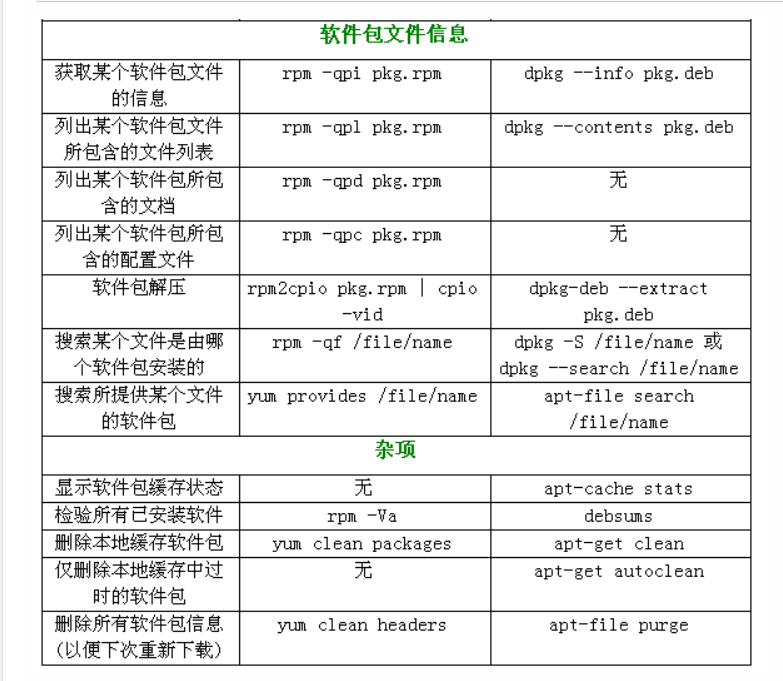 软件包文件信息
获取某个软件包文件 rpm -qpi pkg.rpm dpkg --info pkg.deb
的信息
列出某个软件包文件 rpm -qpl pkg.rpm dpkg --contents pkg.deb
所包含的文件列表
列出某个软件包所包 rpm -qpd pkg.rpm 无
含的文档
列出某个软件包所包 rpm -qpc pkg.rpm 无
含的配置文件
软件包解压 rpm2cpio pkg.rpm | cpio dpkg-deb --extract
-vid pkg.deb
搜索某个文件是由哪 rpm -qf /file/name dpkg -S /file/name 或
个软件包安装的 dpkg --search /file/name
搜索所提供某个文件 yum provides /file/name apt-file search
的软件包 /file/name
杂项
显示软件包缓存状态 无 apt-cache stats
检验所有已安装软件 rpm -Va debsums
删除本地缓存软件包 yum clean packages apt-get clean
仅删除本地缓存中过 无 apt-get autoclean
时的软件包
删除所有软件包信息 yum clean headers apt-file purge
(以便下次重新下载)